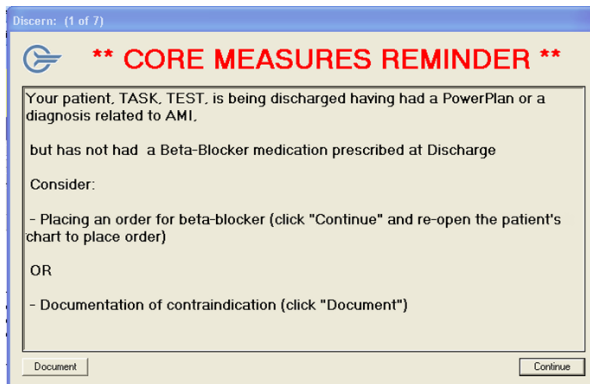 Discern: (1 of 7)
** CORE MEASURES REMINDER **
Your patient, TASK, TEST, is being discharged having had a PowerPlan or a
diagnosis related to AMI,
but has not had a Beta-Blocker medication prescribed at Discharge
Consider:
- Placing an order for beta-blocker (click "Continue" and re-open the patient's
chart to place order)
OR
- Documentation of contraindication (click "Document")
Document
Continue